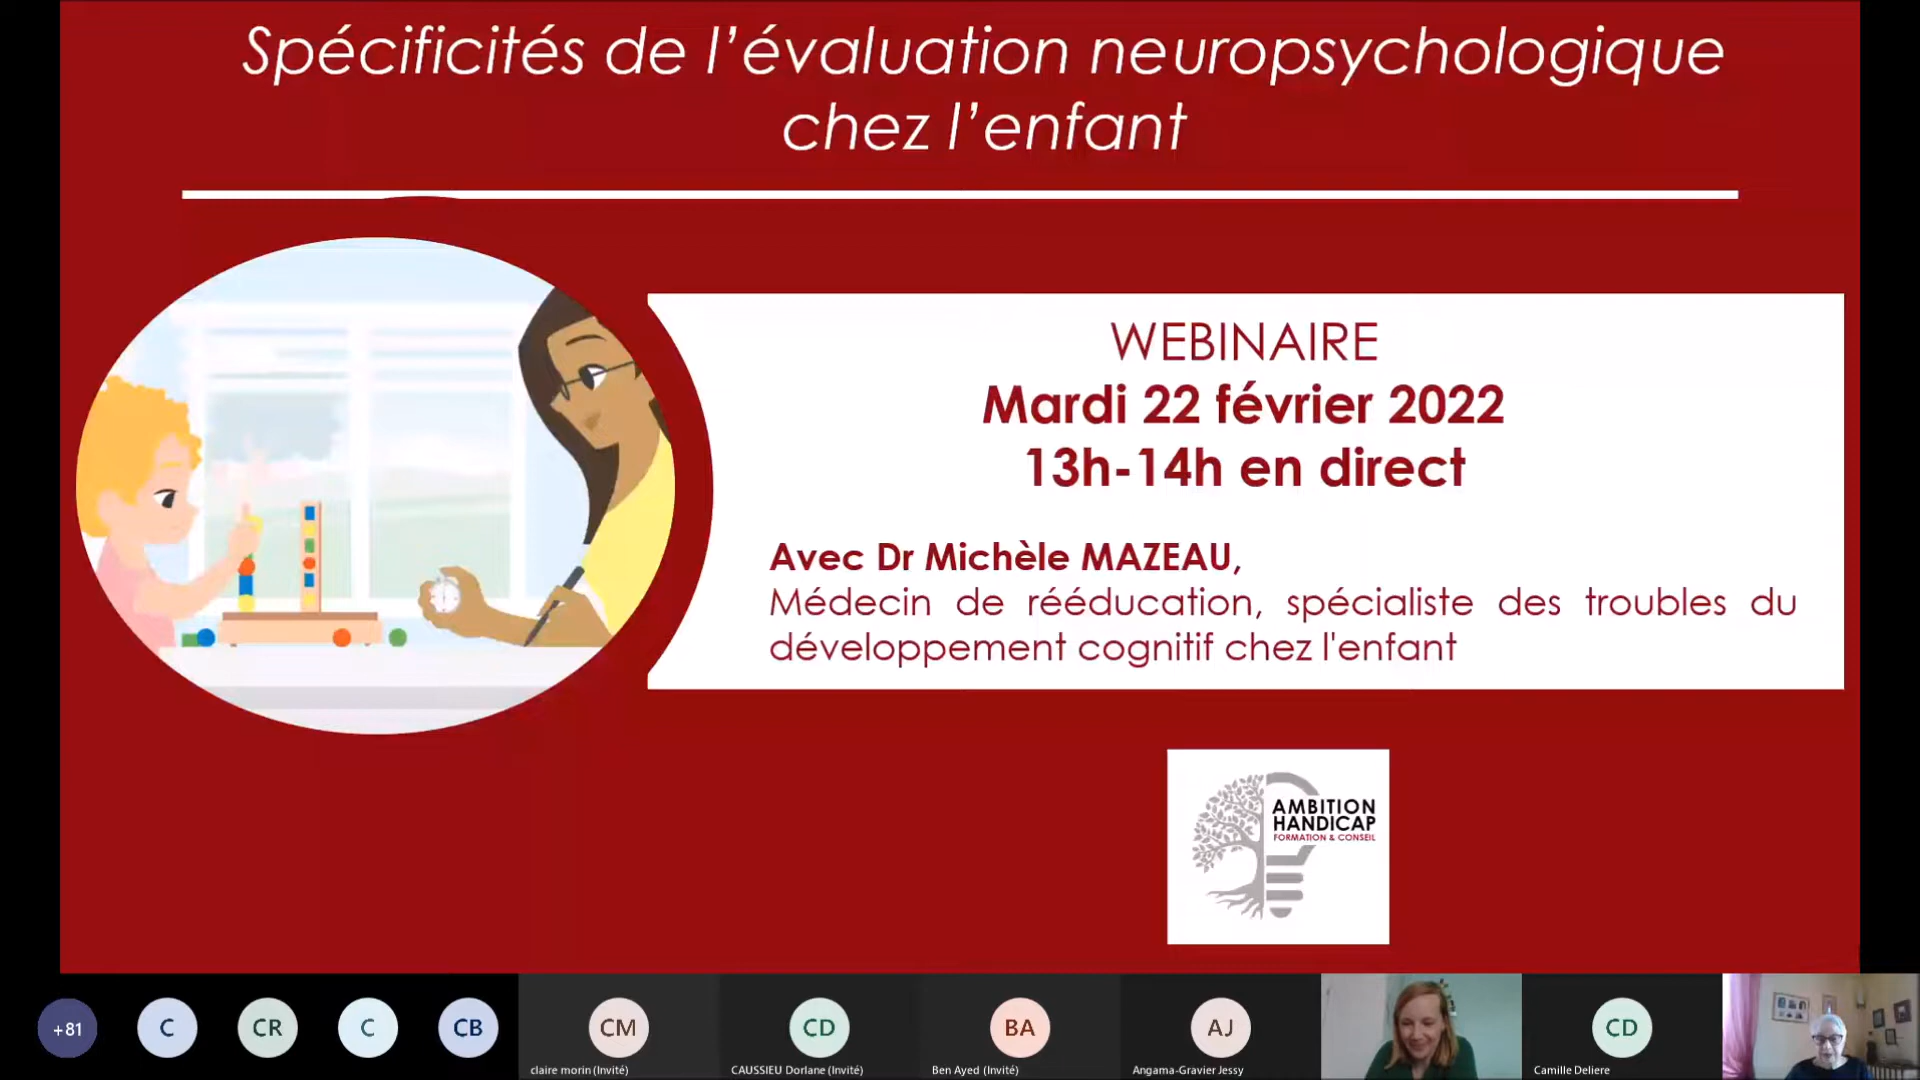 Spécificités de l’évaluation neuropsychologique
chez l’enfant
WEBINAIRE
Mardi 22 février 2022
13h-14h en direct
Avec Dr Michèle MAZEAU,
Médecin de rééducation, spécialiste des troubles du
développement cognitif chez l'enfant
AMBITION
HANDICAP
FORMATION & CONSEIL
+81
C
CR
C
CB
CM
CD
BA
AJ
CD
claire morin (Invité)
CAUSSIEU Dorlane (Invité)
Ben Ayed (Invité)
Angama-Gravier Jessy
Camille Deliere